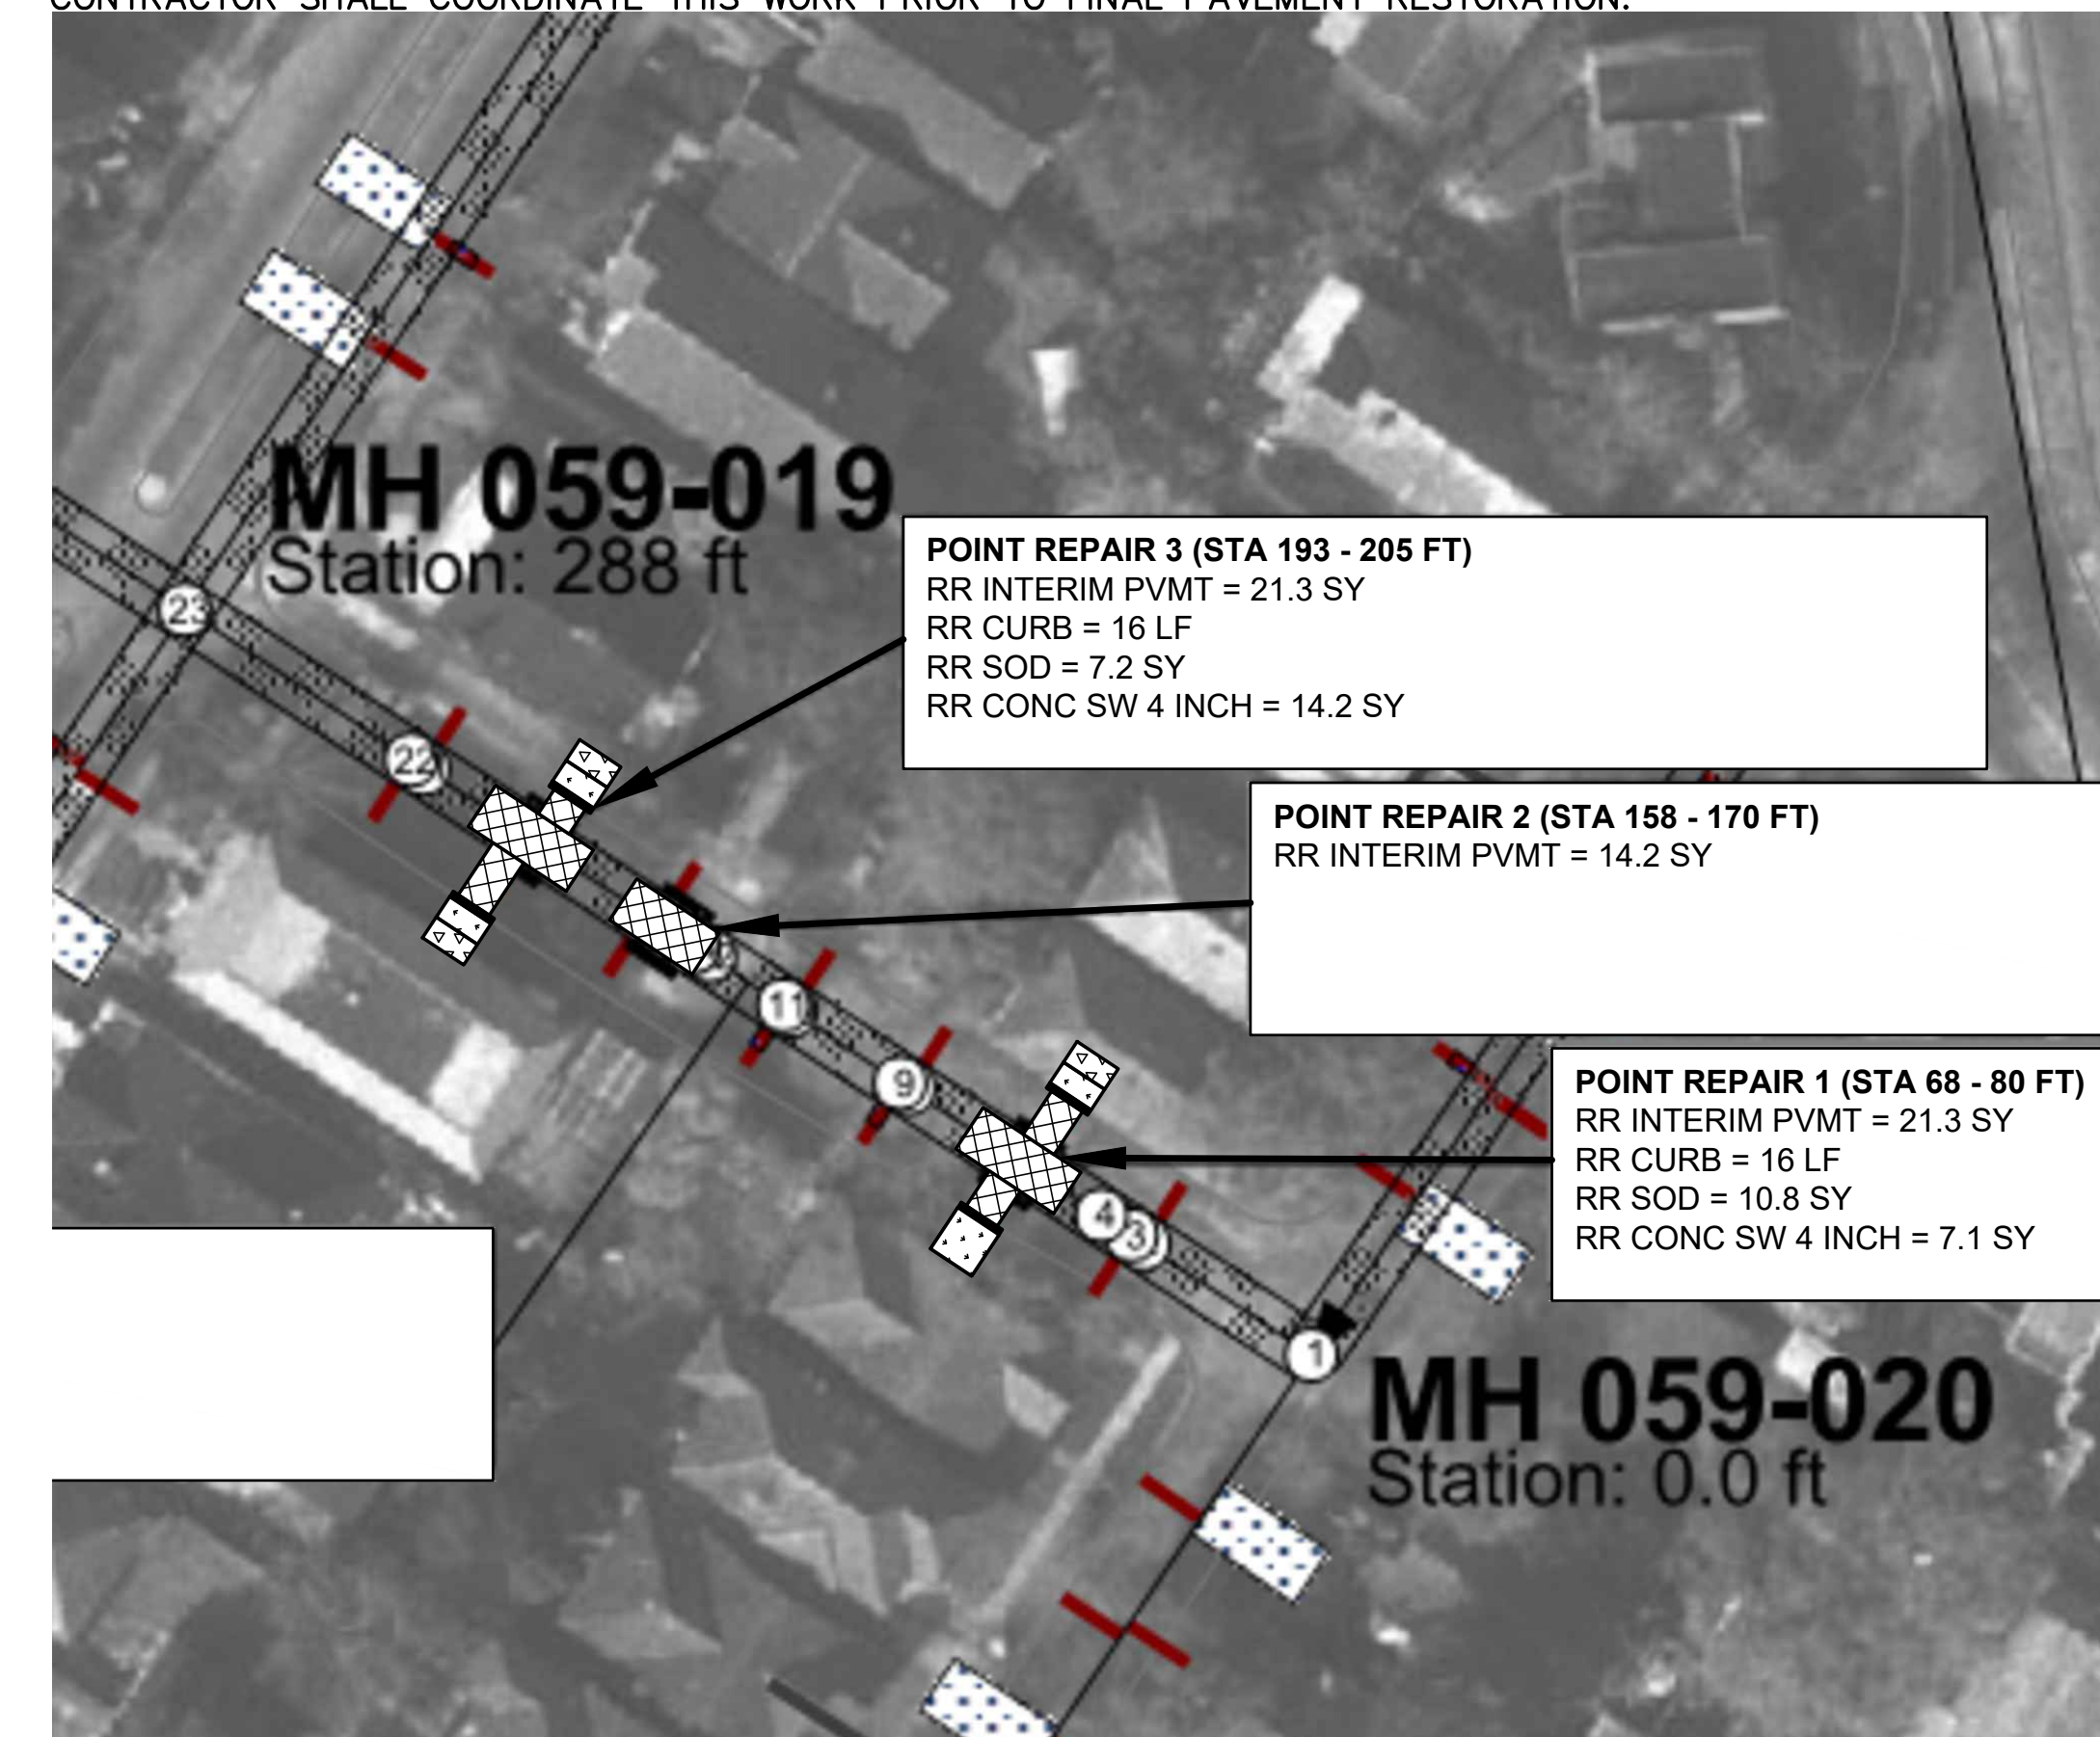 CONTRACTOR SHALL COORDINATE THIS WORK PRIOR TO FINAL PAVEMENT RESTORATION.
MH 059-019
Station: 288 ft
POINT REPAIR 3 (STA 193 - 205 FT)
RR INTERIM PVMT = 21.3 SY
RR CURB = 16 LF
RR SOD = 7.2 SY
RR CONC SW 4 INCH = 14.2 SY
23
22
POINT REPAIR 2 (STA 158 - 170 FT)
RR INTERIM PVMT = 14.2 SY
11
9
POINT REPAIR 1 (STA 68 - 80 FT)
RR INTERIM PVMT = 21.3 SY
RR CURB = 16 LF
RR SOD = 10.8 SY
RR CONC SW 4 INCH = 7.1 SY
4
3
1
MH 059-020
Station: 0.0 ft